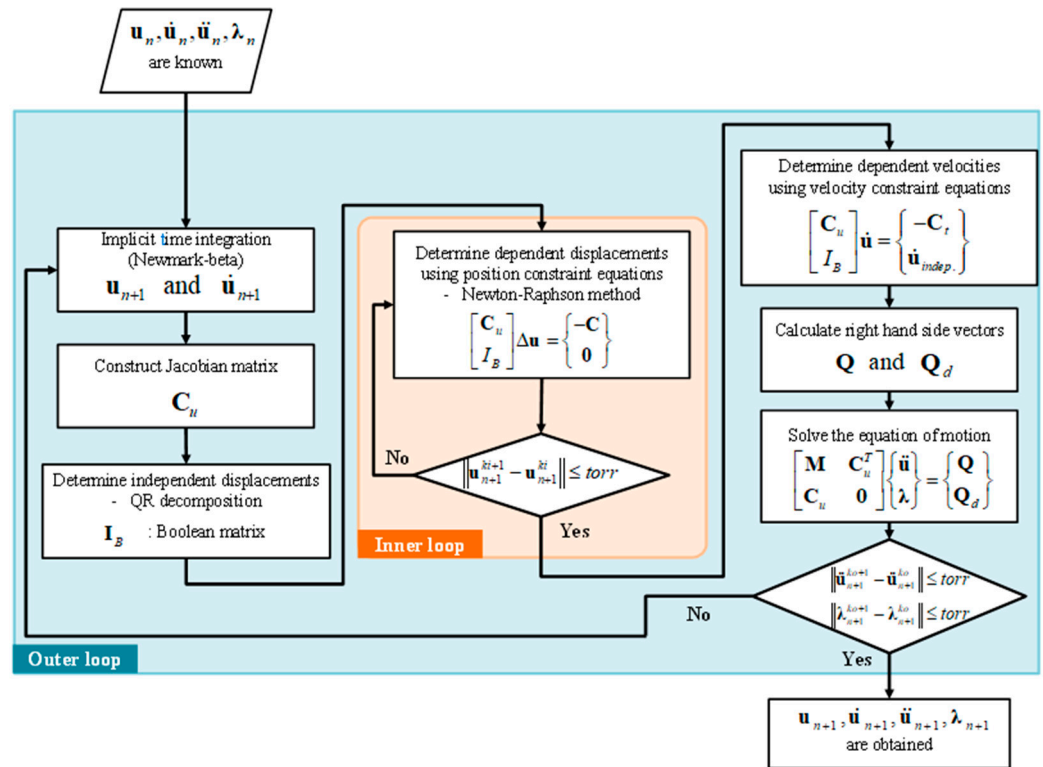 u_n, u̇_n, ü_n, λ_n
are known
Implicit time integration
(Newmark-beta)
u_{n+1} and u̇_{n+1}
Construct Jacobian matrix
C_u
Determine independent displacements
- QR decomposition
I_B : Boolean matrix
Determine dependent displacements
using position constraint equations
- Newton-Raphson method
[C_u; I_B] Δu = {−C; 0}
No
‖u_{n+1}^{ki+1} − u_{n+1}^{ki}‖ ≤ torr
Yes
Inner loop
Determine dependent velocities
using velocity constraint equations
[C_u; I_B] u̇ = {−C_t; u̇_{indep.}}
Calculate right hand side vectors
Q and Q_d
Solve the equation of motion
[M C_u^T; C_u 0] {ü; λ} = {Q; Q_d}
‖ü_{n+1}^{ko+1} − ü_{n+1}^{ko}‖ ≤ torr
‖λ_{n+1}^{ko+1} − λ_{n+1}^{ko}‖ ≤ torr
No
Yes
Outer loop
u_{n+1}, u̇_{n+1}, ü_{n+1}, λ_{n+1}
are obtained